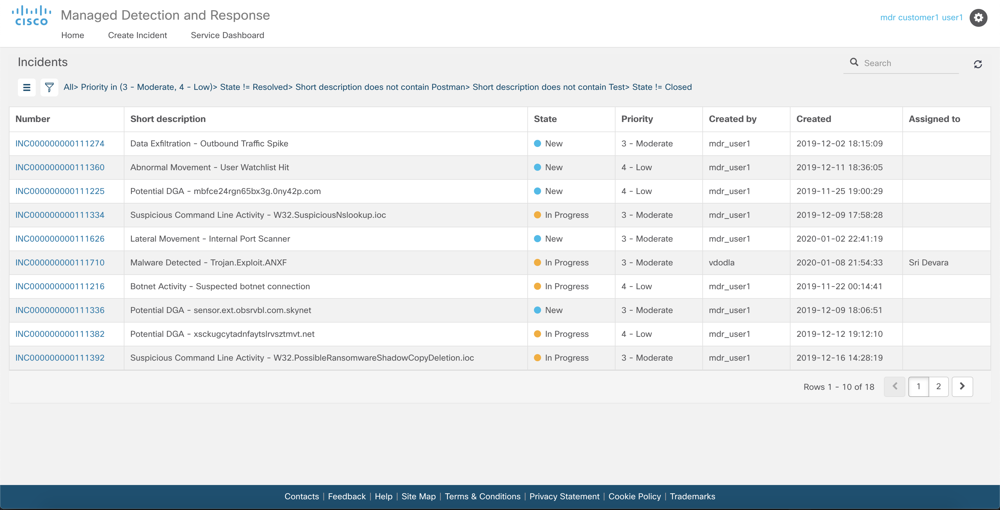 CISCO
Managed Detection and Response
mdr customer1 user1
Home Create Incident Service Dashboard
Incidents
Search
All> Priority in (3 - Moderate, 4 - Low)> State != Resolved> Short description does not contain Postman> Short description does not contain Test> State != Closed
Number Short description State Priority Created by Created Assigned to
INC000000000111274 Data Exfiltration - Outbound Traffic Spike New 3 - Moderate mdr_user1 2019-12-02 18:15:09
INC000000000111360 Abnormal Movement - User Watchlist Hit New 4 - Low mdr_user1 2019-12-11 18:36:05
INC000000000111225 Potential DGA - mbfce24rgn65bx3g.0ny42p.com New 4 - Low mdr_user1 2019-11-25 19:00:29
INC000000000111334 Suspicious Command Line Activity - W32.SuspiciousNslookup.ioc In Progress 3 - Moderate mdr_user1 2019-12-09 17:58:28
INC000000000111626 Lateral Movement - Internal Port Scanner New 3 - Moderate mdr_user1 2020-01-02 22:41:19
INC000000000111710 Malware Detected - Trojan.Exploit.ANXF In Progress 3 - Moderate vdodla 2020-01-08 21:54:33 Sri Devara
INC000000000111216 Botnet Activity - Suspected botnet connection In Progress 4 - Low mdr_user1 2019-11-22 00:14:41
INC000000000111336 Potential DGA - sensor.ext.obsrvbl.com.skynet New 3 - Moderate mdr_user1 2019-12-09 18:06:51
INC000000000111382 Potential DGA - xsckugcytadnfaytslrvsztmvt.net In Progress 4 - Low mdr_user1 2019-12-12 19:12:10
INC000000000111392 Suspicious Command Line Activity - W32.PossibleRansomwareShadowCopyDeletion.ioc In Progress 3 - Moderate mdr_user1 2019-12-16 14:28:19
Rows 1 - 10 of 18 1 2
Contacts | Feedback | Help | Site Map | Terms & Conditions | Privacy Statement | Cookie Policy | Trademarks